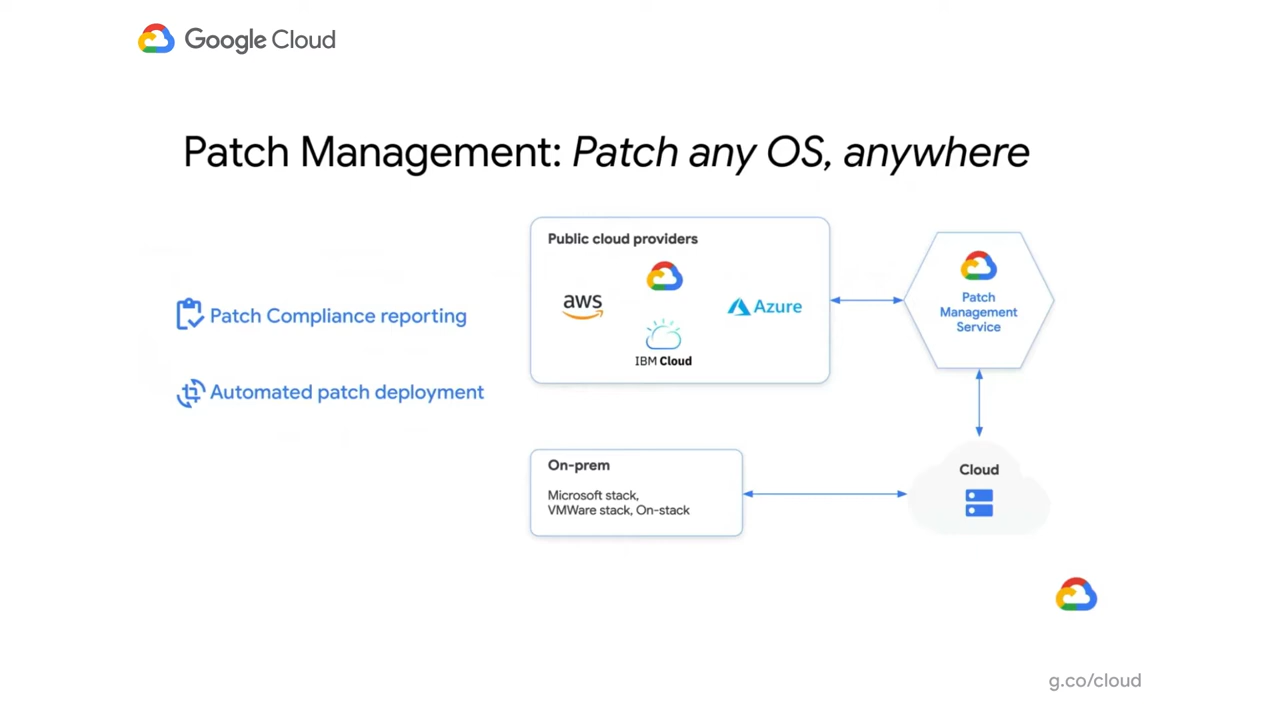 Google Cloud
Patch Management: Patch any OS, anywhere
Public cloud providers
aws
Azure
IBM Cloud
Patch
Management
Service
Patch Compliance reporting
Automated patch deployment
On-prem
Microsoft stack,
VMWare stack, On-stack
Cloud
g.co/cloud